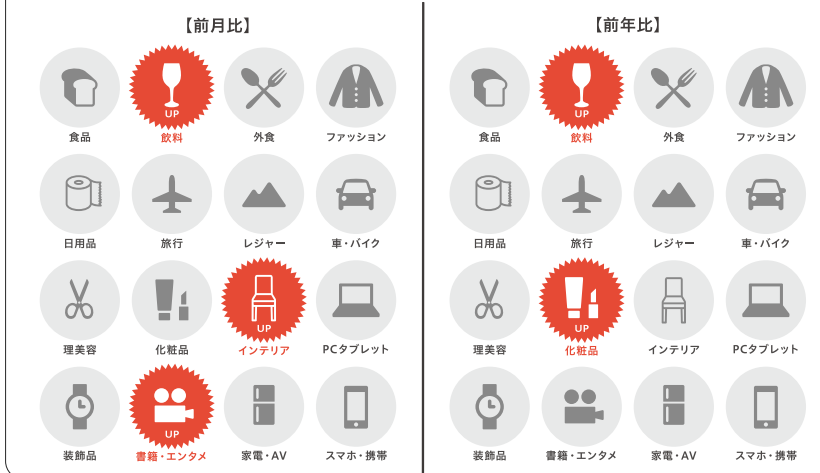 【前月比】
UP
食品 飲料 外食 ファッション
日用品 旅行 レジャー 車・バイク
UP
理美容 化粧品 インテリア PCタブレット
UP
装飾品 書籍・エンタメ 家電・AV スマホ・携帯
【前年比】
UP
食品 飲料 外食 ファッション
日用品 旅行 レジャー 車・バイク
UP
理美容 化粧品 インテリア PCタブレット
装飾品 書籍・エンタメ 家電・AV スマホ・携帯